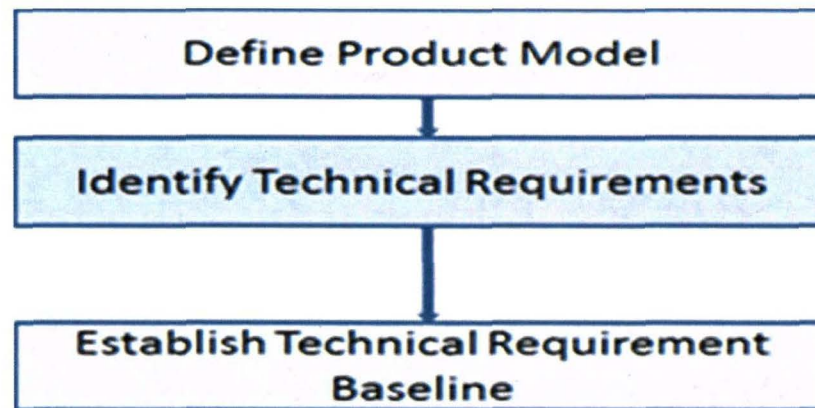 Define Product Model
Identify Technical Requirements
Establish Technical Requirement
Baseline